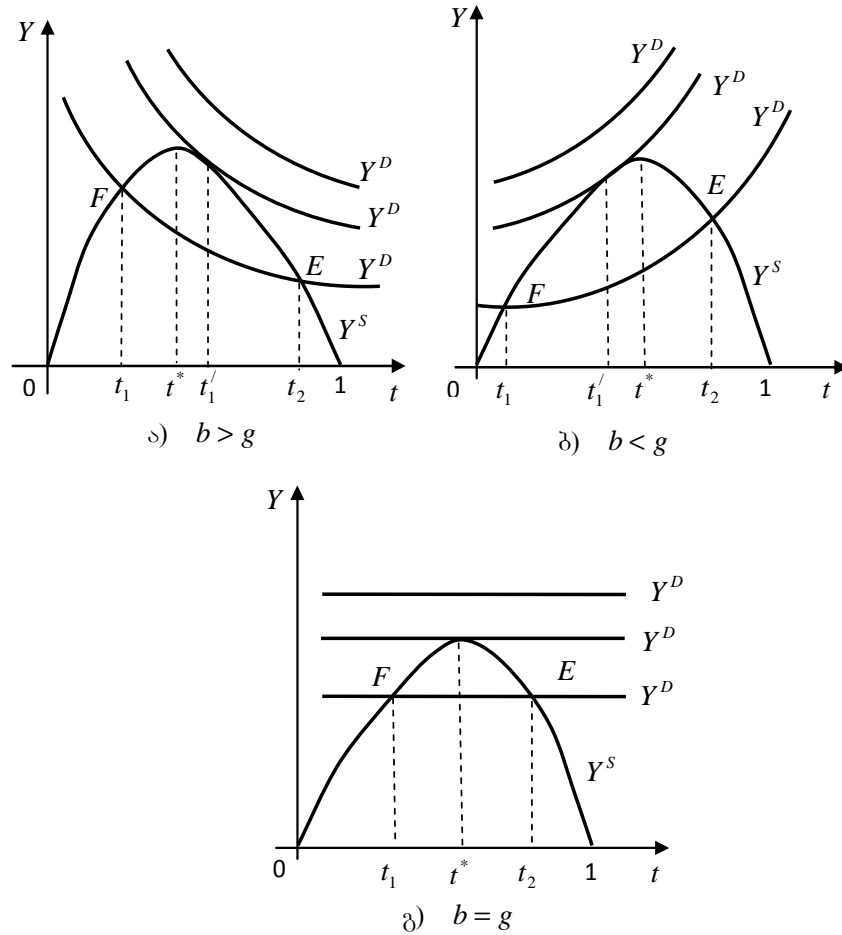 Y
Y^D
Y^D
Y^D
F
E
Y^S
0
t_1
t^*
t_1^/
t_2
1
t
ა) b > g
Y
Y^D
Y^D
Y^D
E
F
Y^S
0
t_1
t_1^/
t^*
t_2
1
t
ბ) b < g
Y
Y^D
Y^D
F
E
Y^D
Y^S
0
t_1
t^*
t_2
1
t
გ) b = g